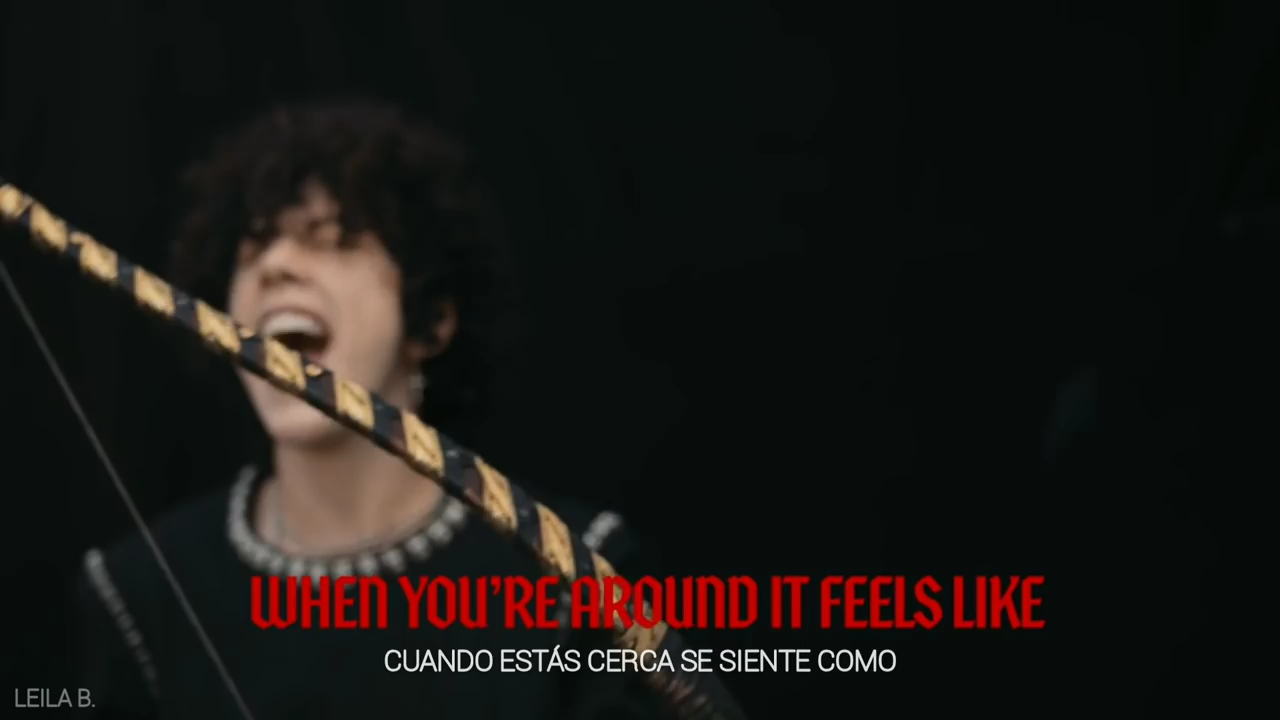 WHEN YOU'RE AROUND IT FEELS LIKE
CUANDO ESTÁS CERCA SE SIENTE COMO
LEILA B.